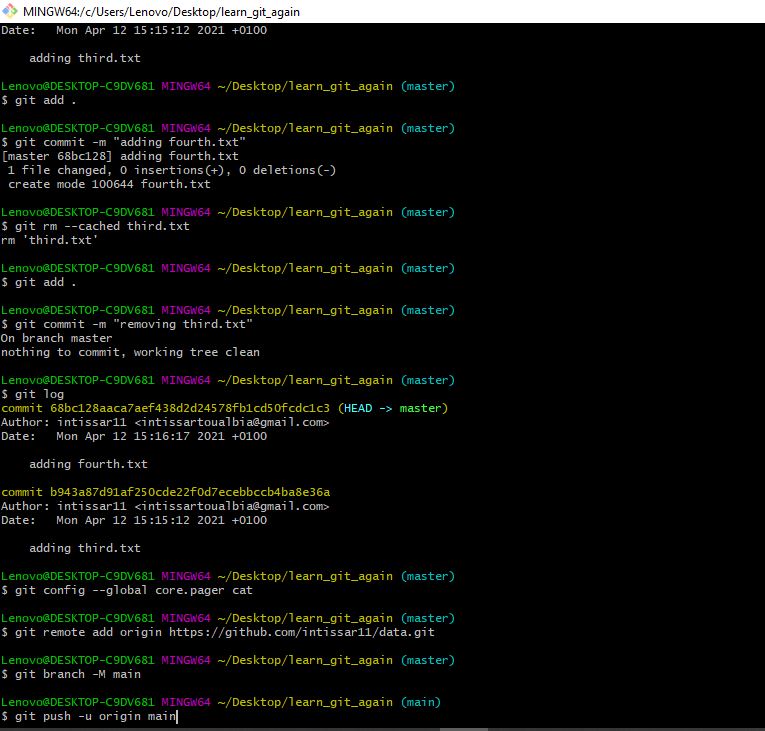 MINGW64:/c/Users/Lenovo/Desktop/learn_git_again
Date:   Mon Apr 12 15:15:12 2021 +0100
adding third.txt
Lenovo@DESKTOP-C9DV681 MINGW64 ~/Desktop/learn_git_again (master)
$ git add .
Lenovo@DESKTOP-C9DV681 MINGW64 ~/Desktop/learn_git_again (master)
$ git commit -m "adding fourth.txt"
[master 68bc128] adding fourth.txt
1 file changed, 0 insertions(+), 0 deletions(-)
create mode 100644 fourth.txt
Lenovo@DESKTOP-C9DV681 MINGW64 ~/Desktop/learn_git_again (master)
$ git rm --cached third.txt
rm 'third.txt'
Lenovo@DESKTOP-C9DV681 MINGW64 ~/Desktop/learn_git_again (master)
$ git add .
Lenovo@DESKTOP-C9DV681 MINGW64 ~/Desktop/learn_git_again (master)
$ git commit -m "removing third.txt"
On branch master
nothing to commit, working tree clean
Lenovo@DESKTOP-C9DV681 MINGW64 ~/Desktop/learn_git_again (master)
$ git log
commit 68bc128aaca7aef438d2d24578fb1cd50fcdc1c3 (HEAD -> master)
Author: intissar11 <intissartoualbia@gmail.com>
Date:   Mon Apr 12 15:16:17 2021 +0100
adding fourth.txt
commit b943a87d91af250cde22f0d7ecebbccb4ba8e36a
Author: intissar11 <intissartoualbia@gmail.com>
Date:   Mon Apr 12 15:15:12 2021 +0100
adding third.txt
Lenovo@DESKTOP-C9DV681 MINGW64 ~/Desktop/learn_git_again (master)
$ git config --global core.pager cat
Lenovo@DESKTOP-C9DV681 MINGW64 ~/Desktop/learn_git_again (master)
$ git remote add origin https://github.com/intissar11/data.git
Lenovo@DESKTOP-C9DV681 MINGW64 ~/Desktop/learn_git_again (master)
$ git branch -M main
Lenovo@DESKTOP-C9DV681 MINGW64 ~/Desktop/learn_git_again (main)
$ git push -u origin main